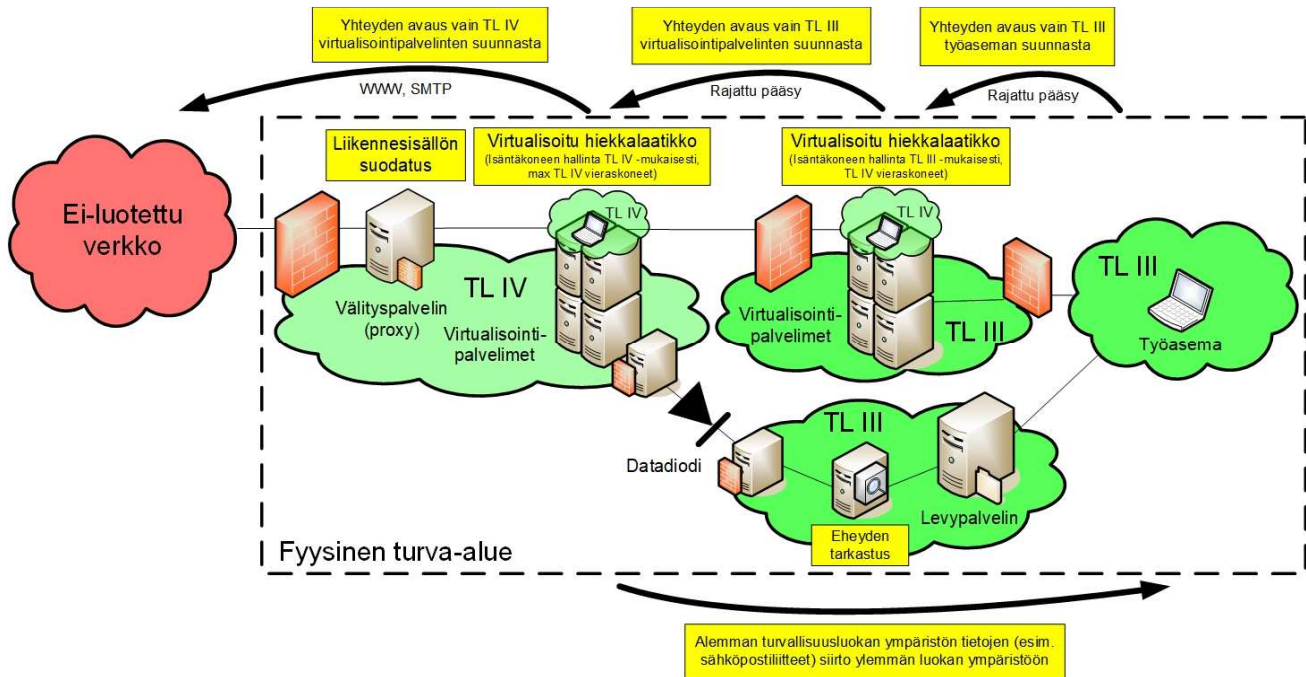 Yhteyden avaus vain TL IV
virtualisointipalvelinten suunnasta
Yhteyden avaus vain TL III
virtualisointipalvelinten suunnasta
Yhteyden avaus vain TL III
työaseman suunnasta
WWW, SMTP
Rajattu pääsy
Rajattu pääsy
Liikennesisällön
suodatus
Virtualisoitu hiekkalaatikko
(Isäntäkoneen hallinta TL IV -mukaisesti,
max TL IV vieraskoneet)
Virtualisoitu hiekkalaatikko
(Isäntäkoneen hallinta TL III -mukaisesti,
TL IV vieraskoneet)
Ei-luotettu
verkko
TL IV
TL IV
TL IV
Välityspalvelin
(proxy)
Virtualisointi-
palvelimet
Virtualisointi-
palvelimet
TL III
TL III
Työasema
Datadiodi
TL III
Levypalvelin
Eheyden
tarkastus
Fyysinen turva-alue
Alemman turvallisuusluokan ympäristön tietojen (esim.
sähköpostiliitteet) siirto ylemmän luokan ympäristöön